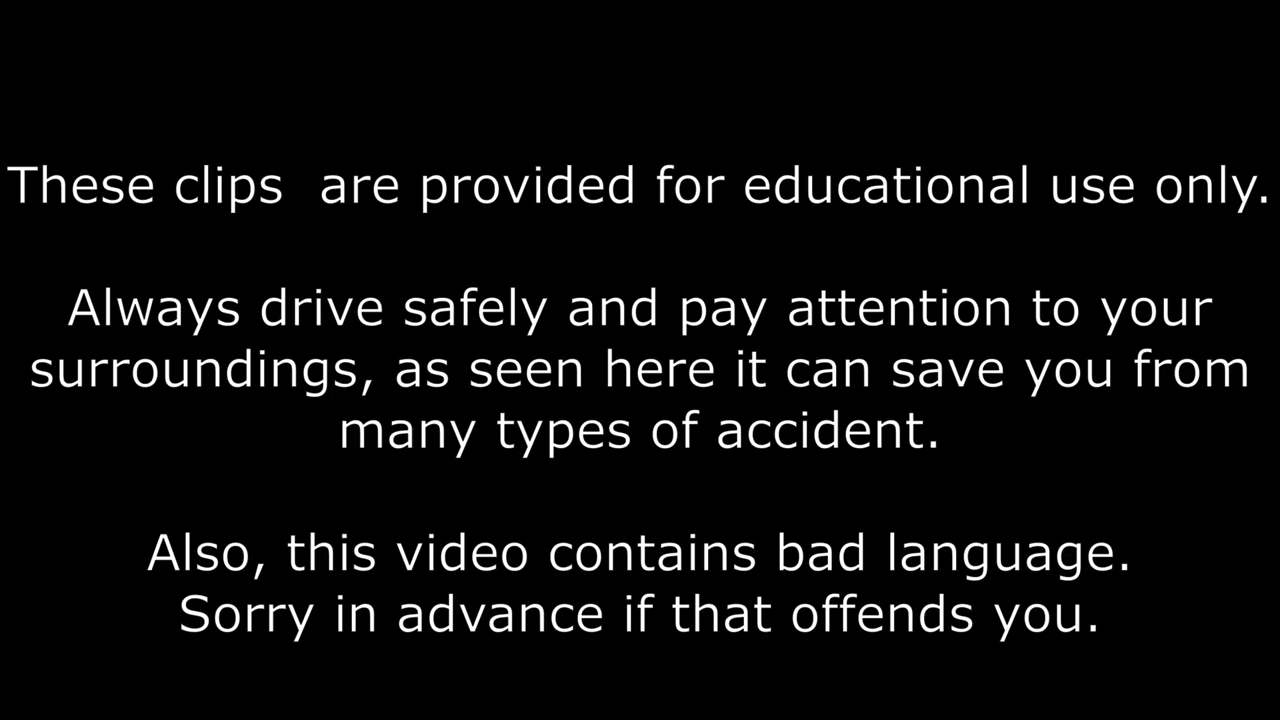 These clips  are provided for educational use only.
Always drive safely and pay attention to your
surroundings, as seen here it can save you from
many types of accident.
Also, this video contains bad language.
Sorry in advance if that offends you.